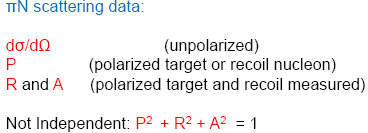 πN scattering data:
dσ/dΩ (unpolarized)
P (polarized target or recoil nucleon)
R and A (polarized target and recoil measured)
Not Independent: P² + R² + A² = 1